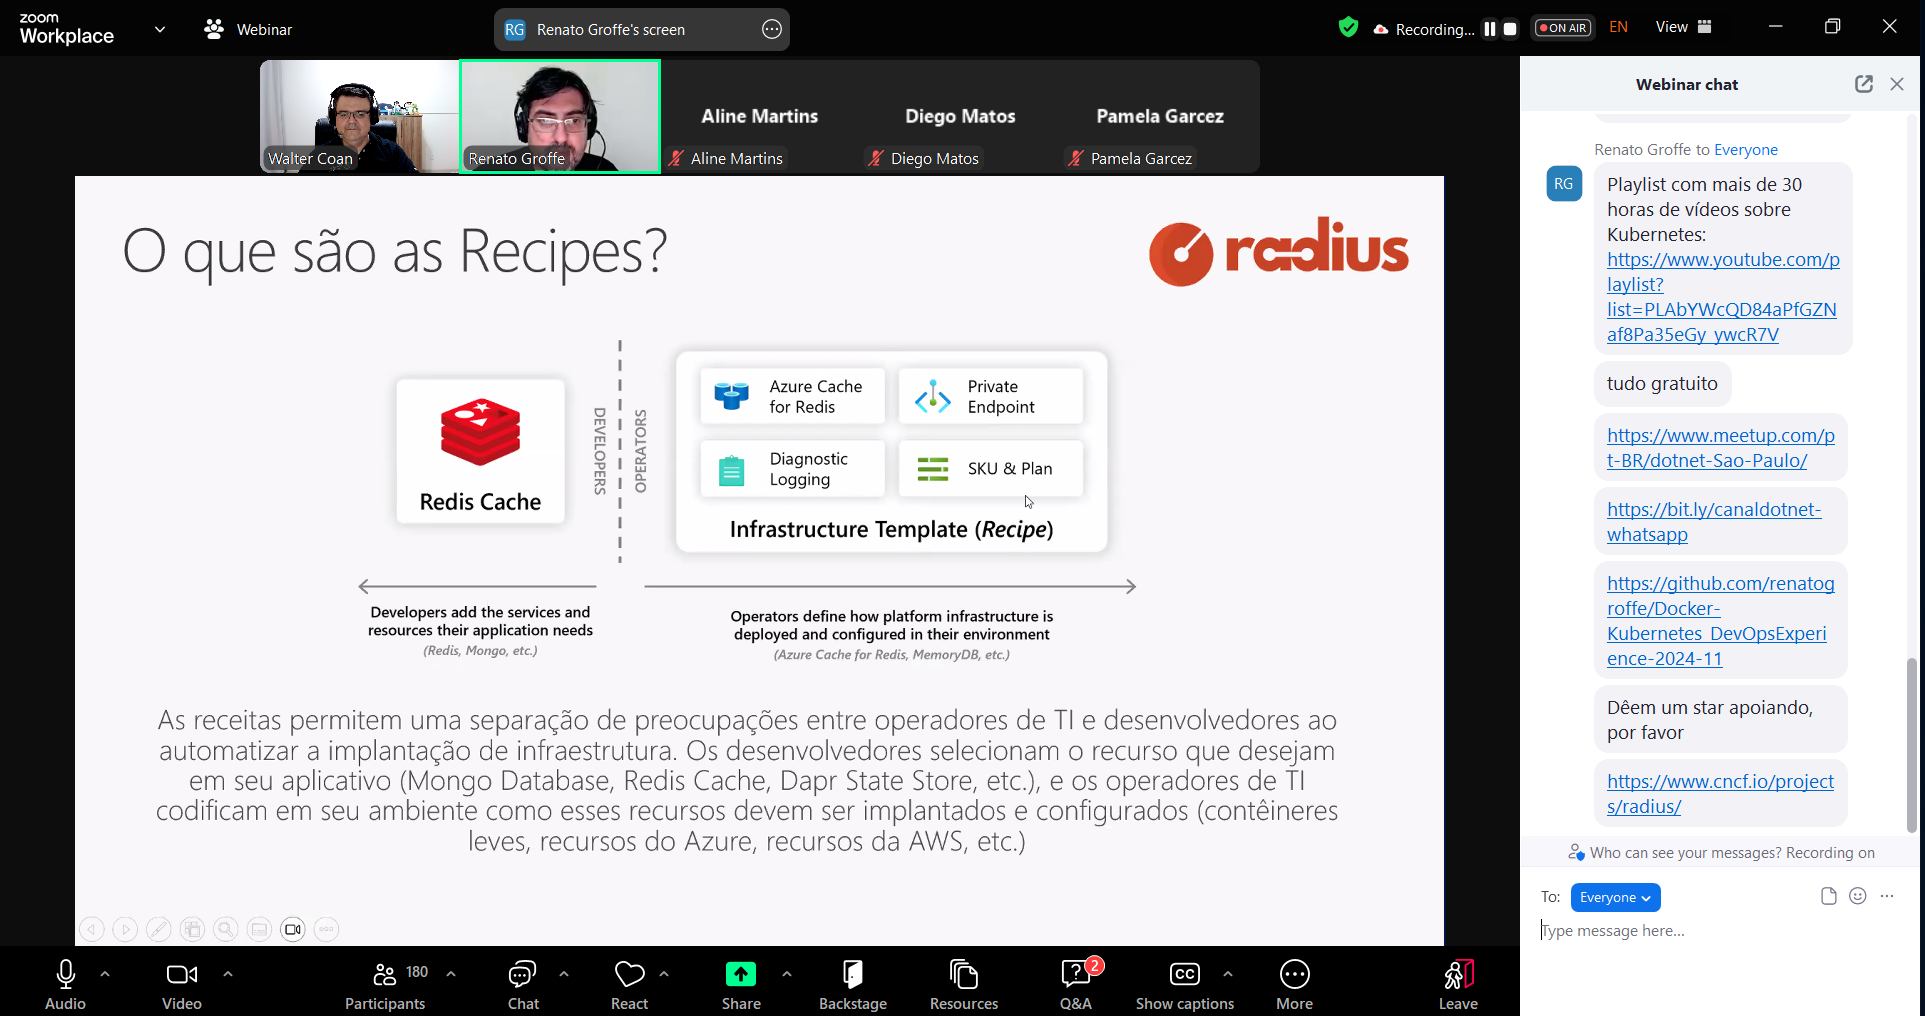 zoom
Workplace
Webinar
RG Renato Groffe's screen
Recording...
ON AIR
EN
View
Walter Coan
Renato Groffe
Aline Martins
Aline Martins
Diego Matos
Diego Matos
Pamela Garcez
Pamela Garcez
O que são as Recipes?
radius
Redis Cache
DEVELOPERS
OPERATORS
Azure Cache
for Redis
Private
Endpoint
Diagnostic
Logging
SKU & Plan
Infrastructure Template (Recipe)
Developers add the services and
resources their application needs
(Redis, Mongo, etc.)
Operators define how platform infrastructure is
deployed and configured in their environment
(Azure Cache for Redis, MemoryDB, etc.)
As receitas permitem uma separação de preocupações entre operadores de TI e desenvolvedores ao
automatizar a implantação de infraestrutura. Os desenvolvedores selecionam o recurso que desejam
em seu aplicativo (Mongo Database, Redis Cache, Dapr State Store, etc.), e os operadores de TI
codificam em seu ambiente como esses recursos devem ser implantados e configurados (contêineres
leves, recursos do Azure, recursos da AWS, etc.)
Webinar chat
Renato Groffe to Everyone
RG
Playlist com mais de 30
horas de vídeos sobre
Kubernetes:
https://www.youtube.com/p
laylist?
list=PLAbYWcQD84aPfGZN
af8Pa35eGy_ywcR7V
tudo gratuito
https://www.meetup.com/p
t-BR/dotnet-Sao-Paulo/
https://bit.ly/canaldotnet-
whatsapp
https://github.com/renatog
roffe/Docker-
Kubernetes_DevOpsExperi
ence-2024-11
Dêem um star apoiando,
por favor
https://www.cncf.io/project
s/radius/
Who can see your messages? Recording on
To: Everyone
Type message here...
Audio
Video
180
Participants
Chat
React
Share
Backstage
Resources
2
Q&A
CC
Show captions
More
Leave